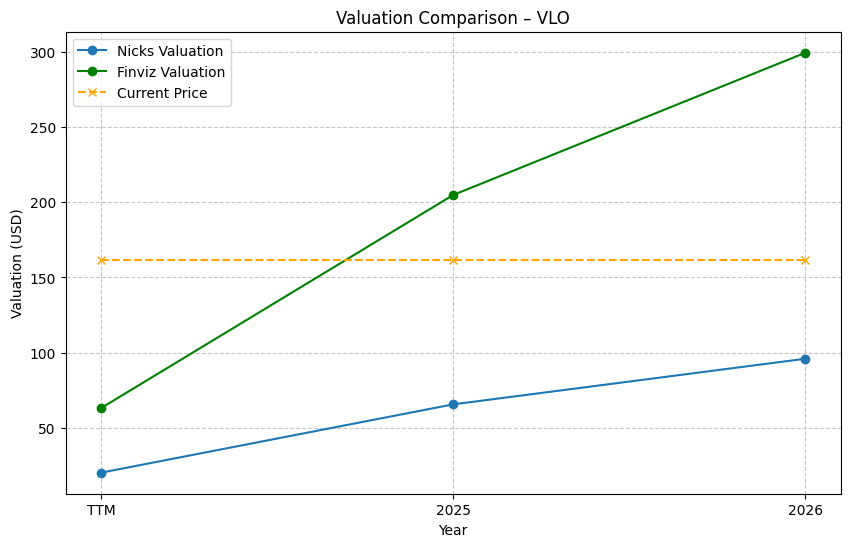 Valuation Comparison – VLO
Nicks Valuation
Finviz Valuation
Current Price
Valuation (USD)
300
250
200
150
100
50
TTM
2025
2026
Year